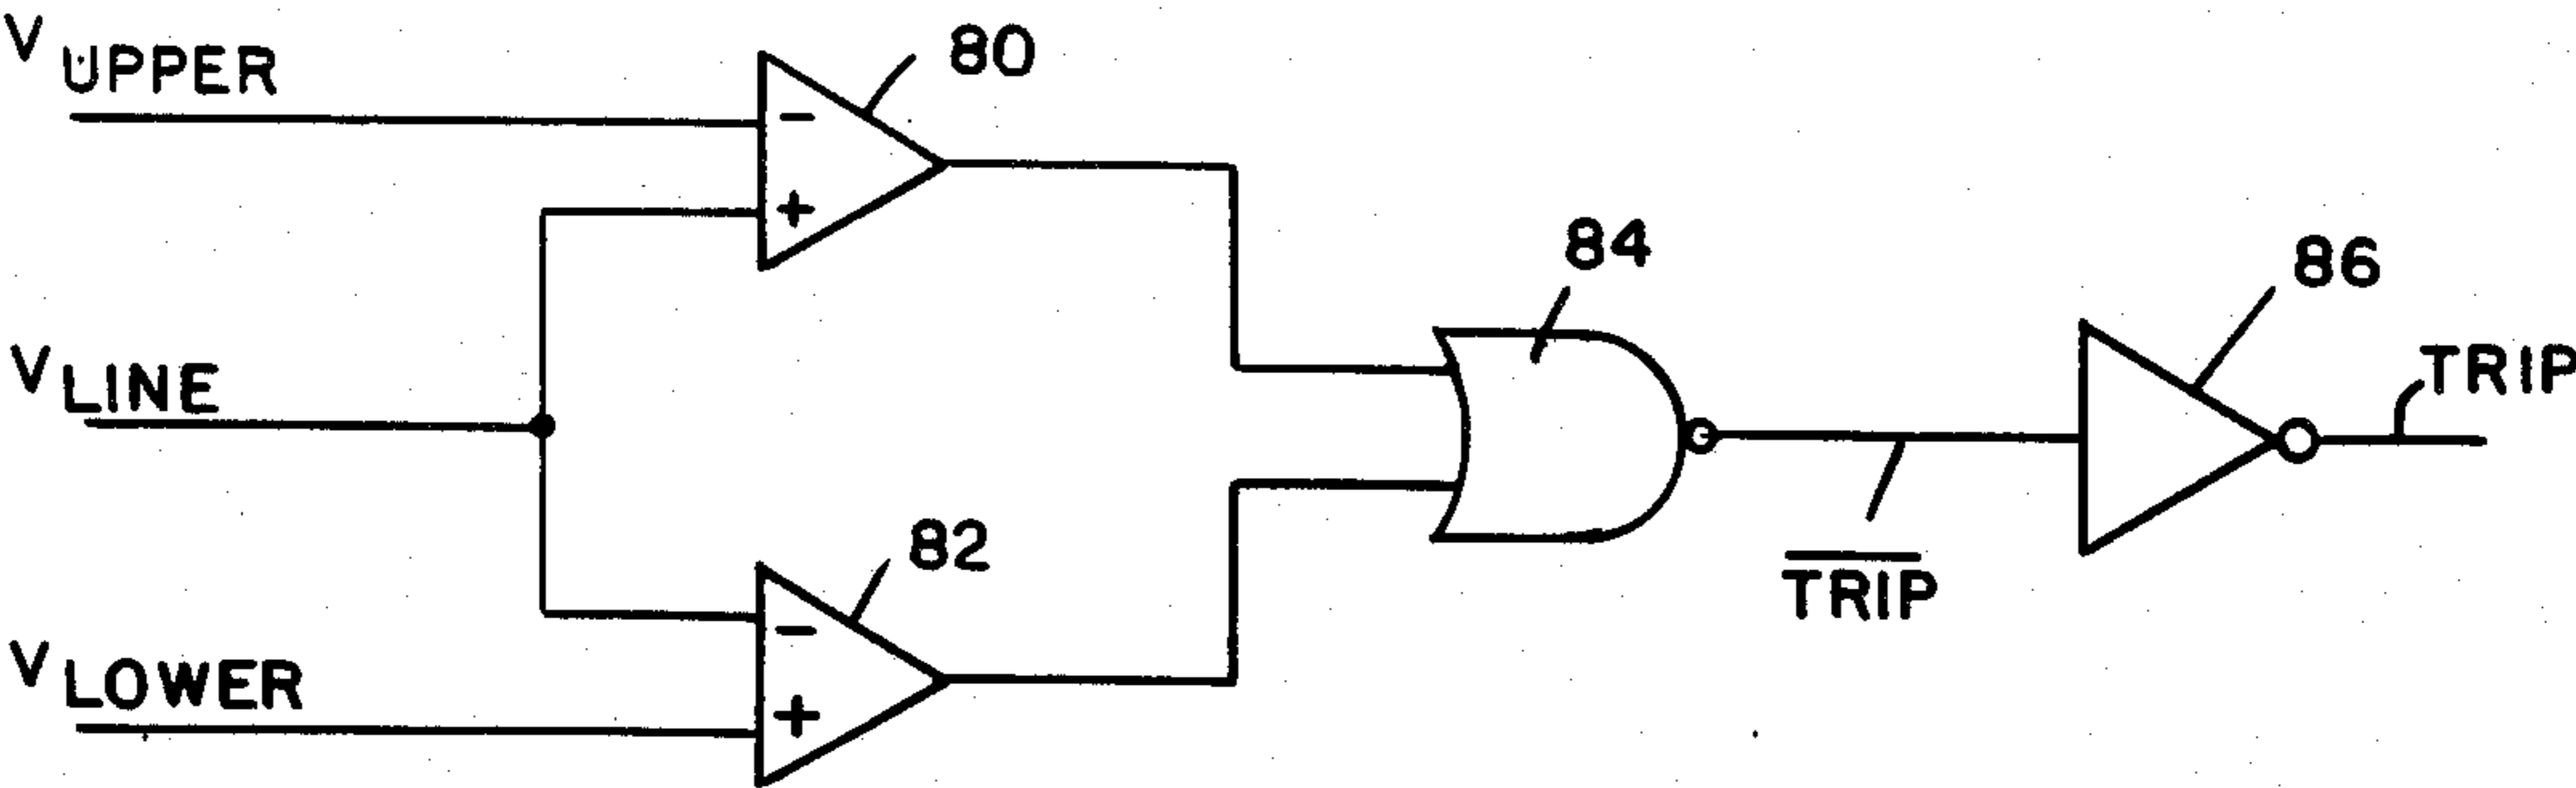 V UPPER
80
−
+
84
86
V LINE
TRIP
82
TRIP
V LOWER
−
+